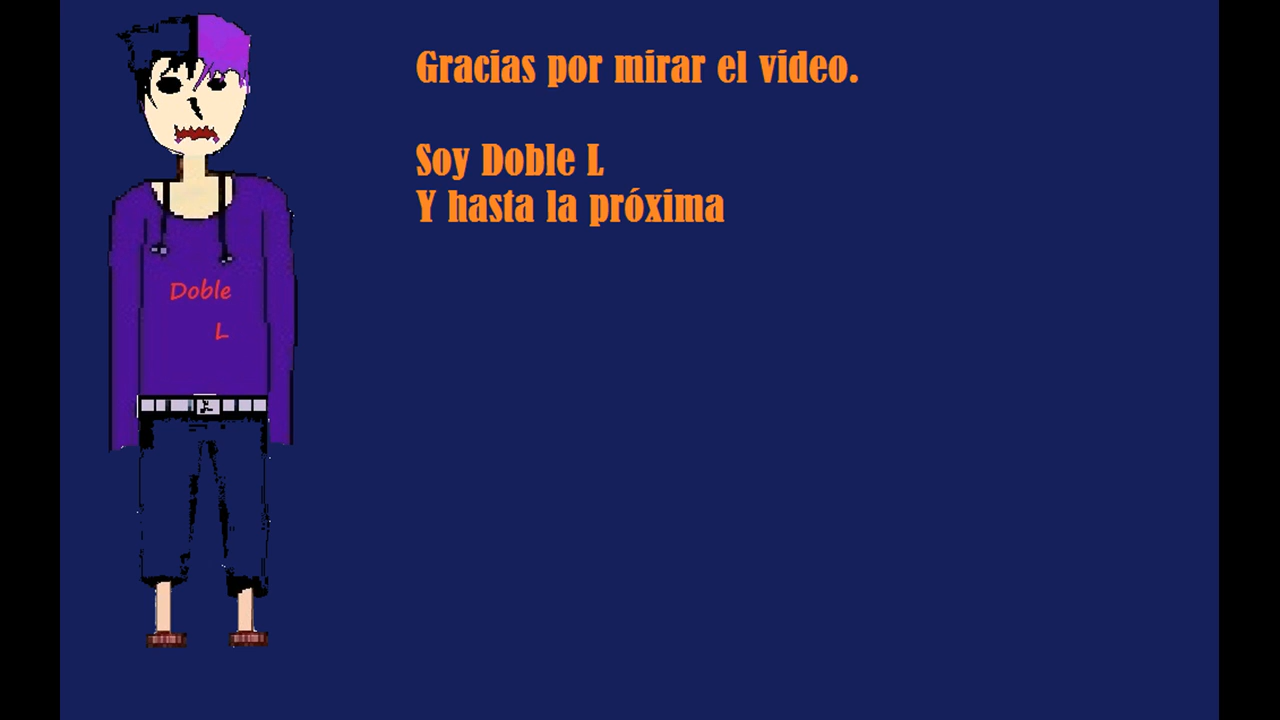 Gracias por mirar el video.
Soy Doble L
Y hasta la próxima
Doble
L